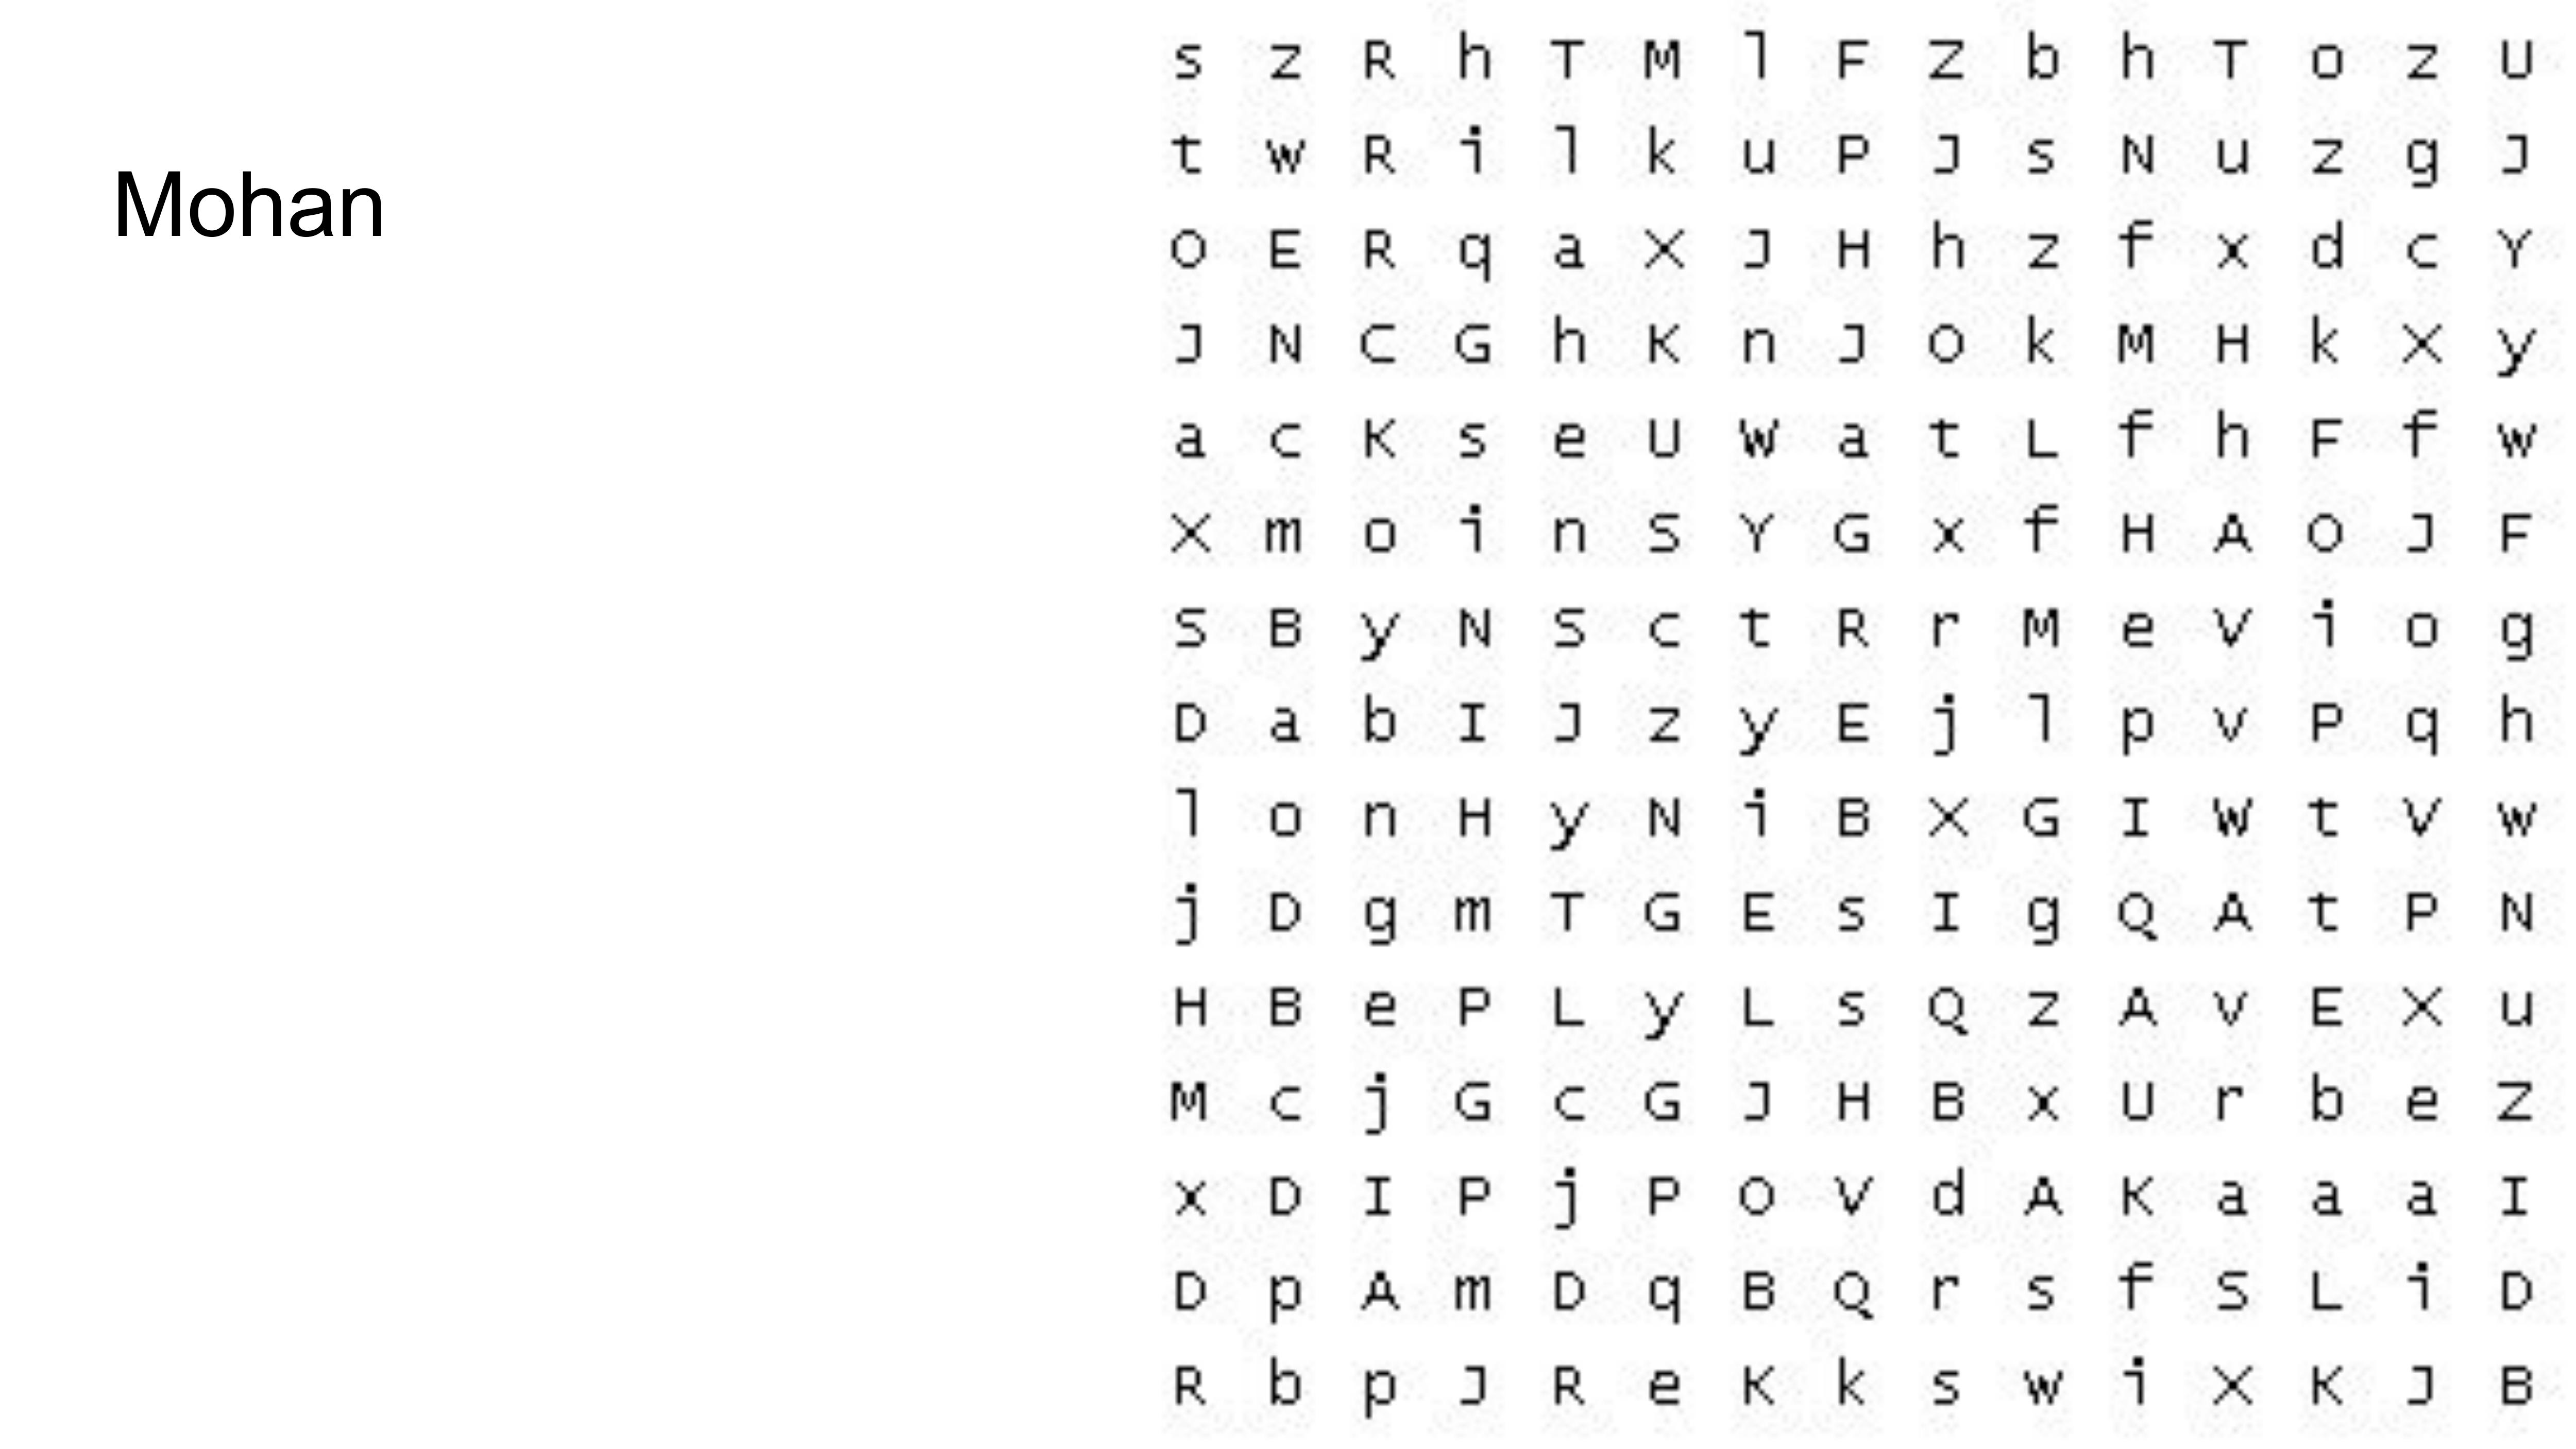 Mohan
s z R h T M l F Z b h T o z U
t w R i l k u P J s N u z g J
O E R q a X J H h z f x d c Y
J N C G h K n J O k M H k X y
a c K s e U W a t L f h F f w
X m o i n S Y G x f H A O J F
S B y N S c t R r M e V i o g
D a b I J z y E j l p v P q h
l o n H y N i B X G I W t V w
j D g m T G E s I g Q A t P N
H B e P L y L s Q z A v E X u
M c j G c G J H B x U r b e Z
x D I P j P O V d A K a a a I
D p A m D q B Q r s f S L i D
R b p J R e K k s w i X K J B